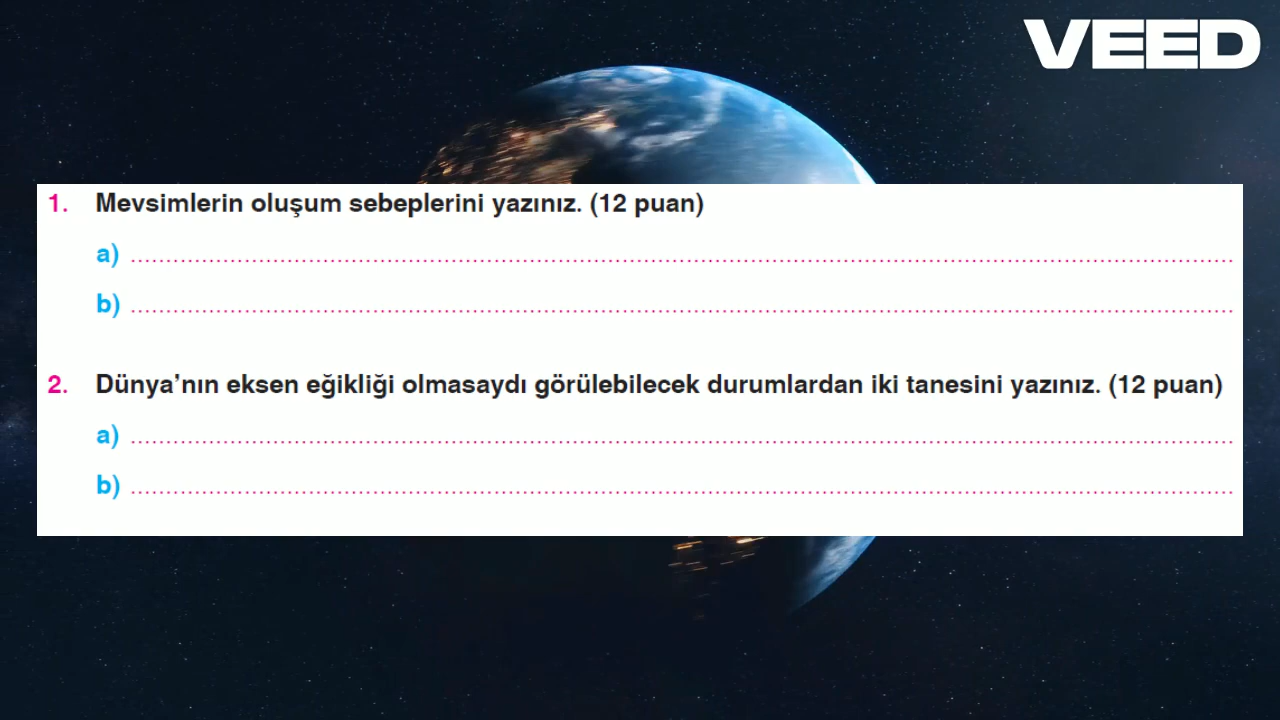 VEED
1. Mevsimlerin oluşum sebeplerini yazınız. (12 puan)
a) ........................................................................................................................
b) ........................................................................................................................
2. Dünya’nın eksen eğikliği olmasaydı görülebilecek durumlardan iki tanesini yazınız. (12 puan)
a) ........................................................................................................................
b) ........................................................................................................................